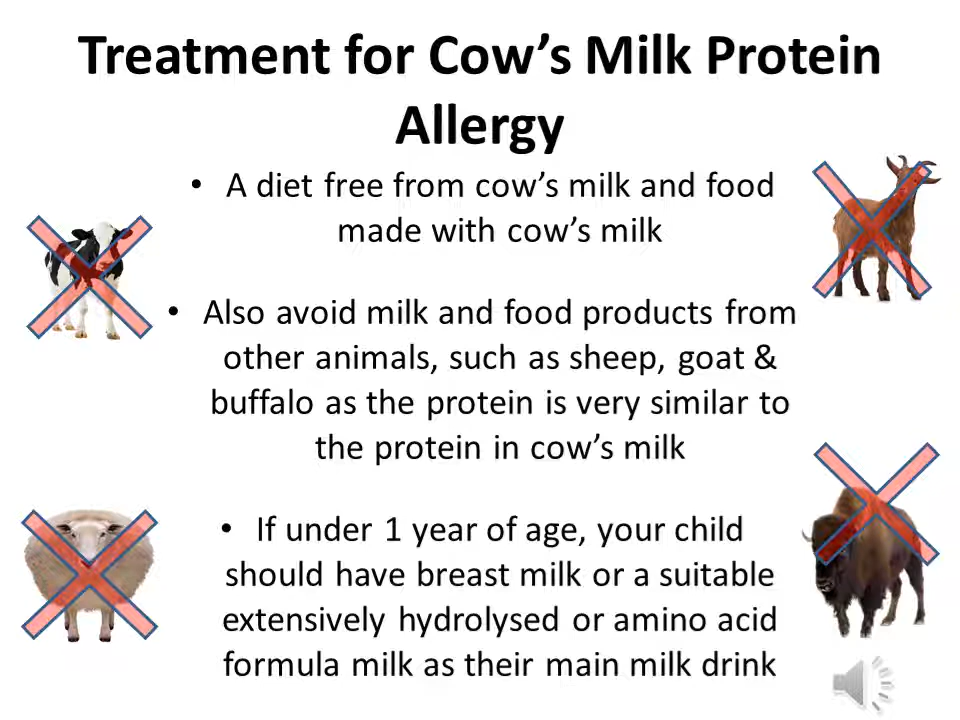 Treatment for Cow’s Milk Protein
Allergy
• A diet free from cow’s milk and food
made with cow’s milk
• Also avoid milk and food products from
other animals, such as sheep, goat &
buffalo as the protein is very similar to
the protein in cow’s milk
• If under 1 year of age, your child
should have breast milk or a suitable
extensively hydrolysed or amino acid
formula milk as their main milk drink